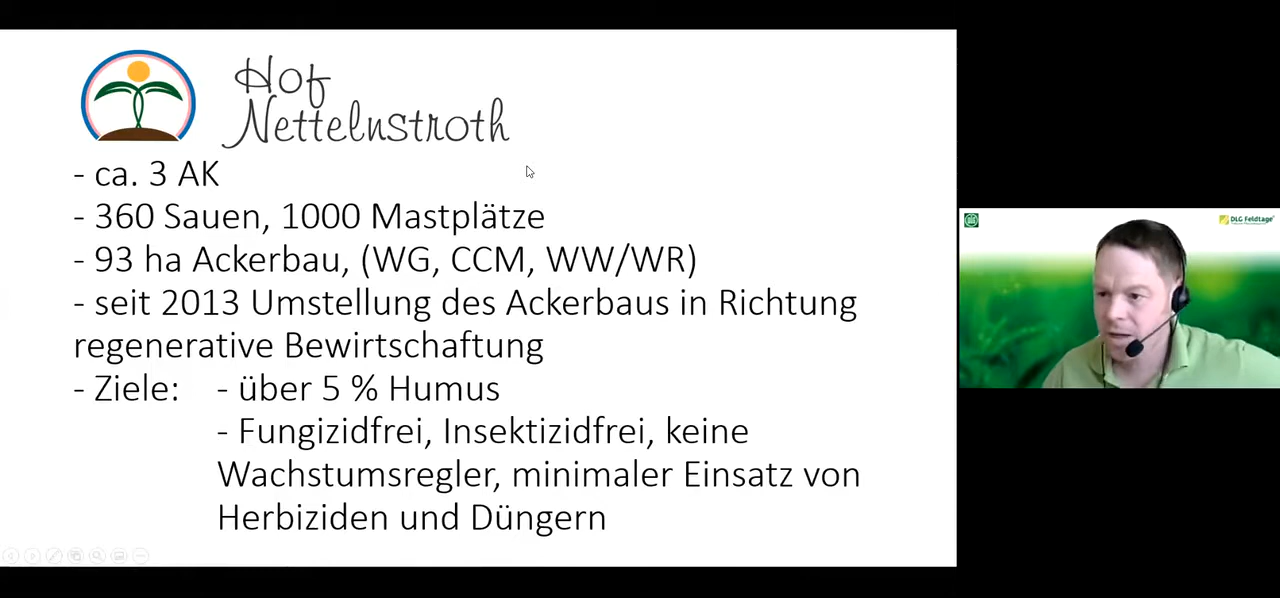 Hof
Nettelnstroth
- ca. 3 AK
- 360 Sauen, 1000 Mastplätze
- 93 ha Ackerbau, (WG, CCM, WW/WR)
- seit 2013 Umstellung des Ackerbaus in Richtung
regenerative Bewirtschaftung
- Ziele: - über 5 % Humus
- Fungizidfrei, Insektizidfrei, keine
Wachstumsregler, minimaler Einsatz von
Herbiziden und Düngern
DLG Feldtage